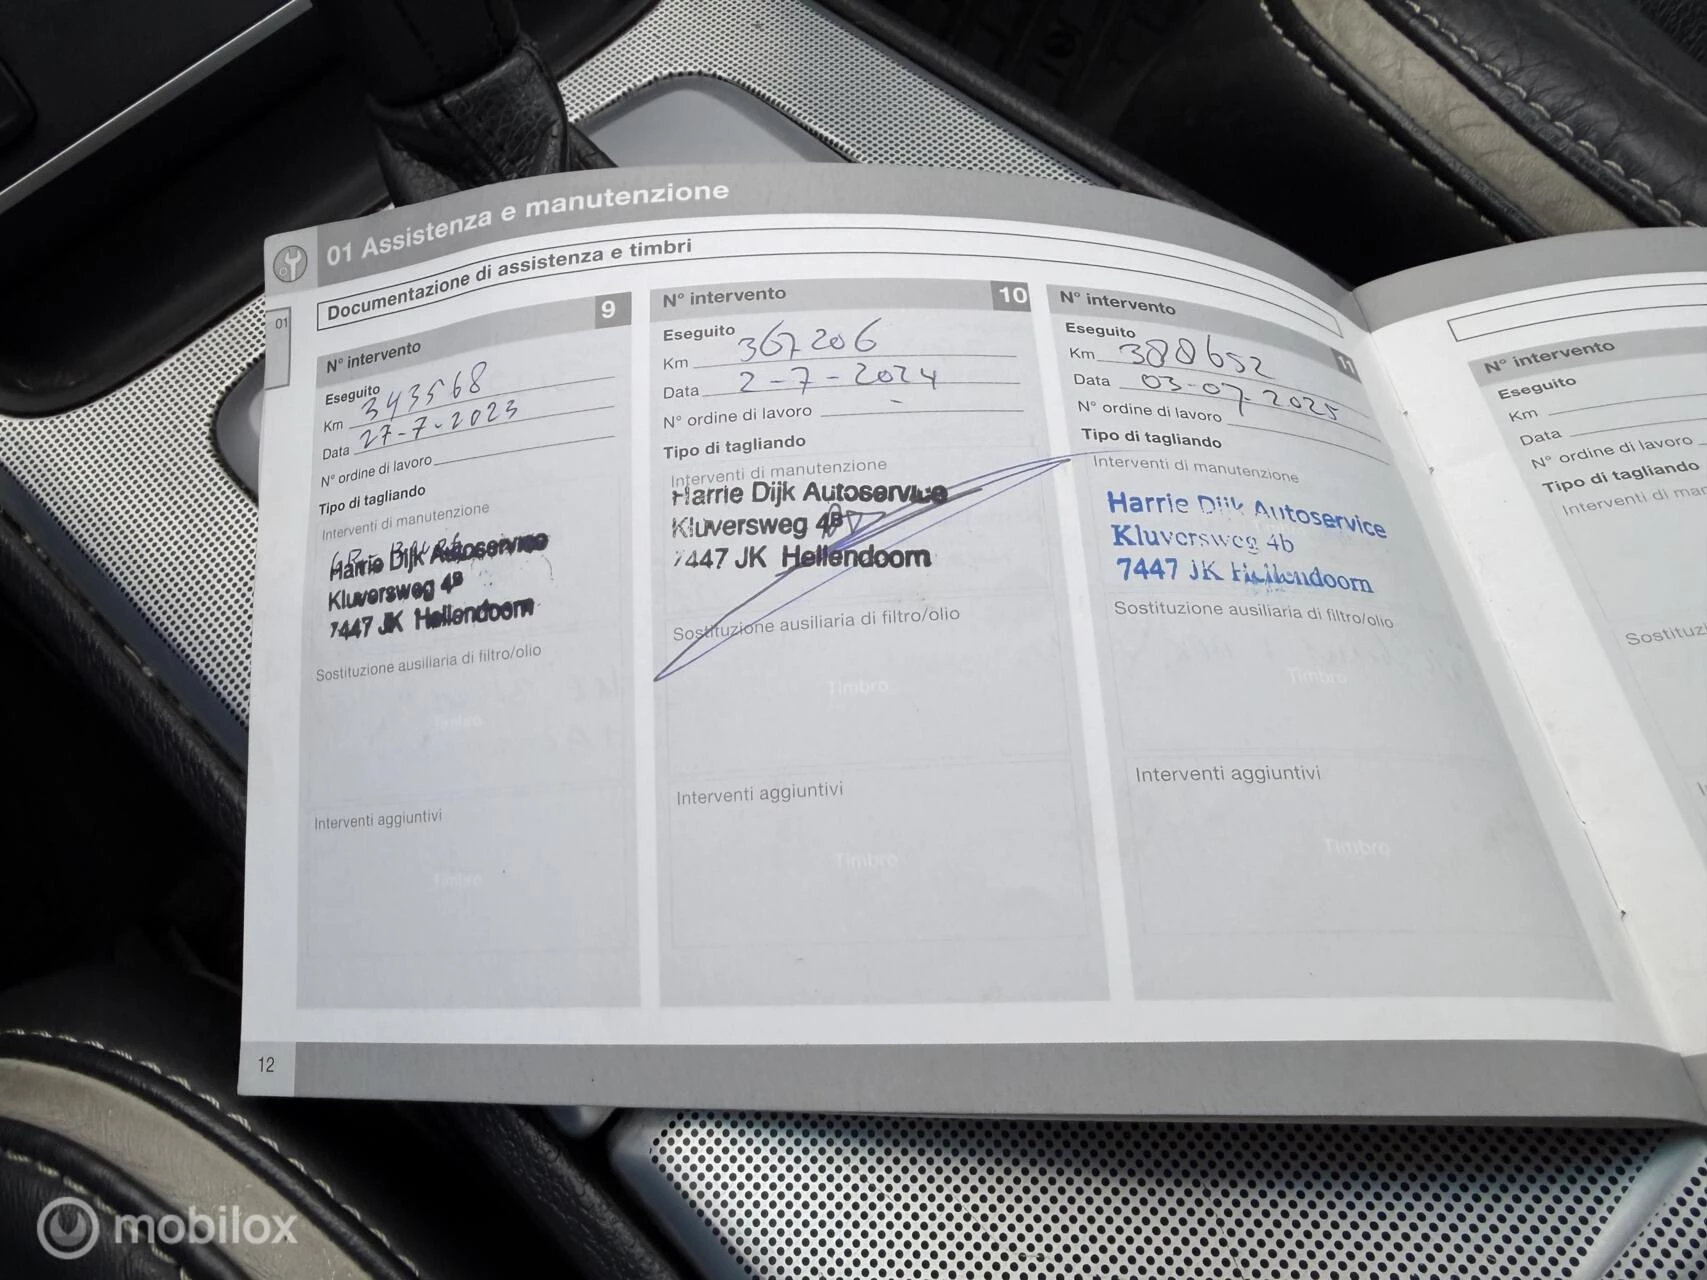 01 Assistenza e manutenzione
Documentazione di assistenza e timbri
01
9
N° intervento
Eseguito
Km 343568
Data 27-7-2023
N° ordine di lavoro
Tipo di tagliando
Interventi di manutenzione
Harrie Dijk Autoservice
Kluversweg 4B
7447 JK Hellendoorn
Sostituzione ausiliaria di filtro/olio
Timbro
Interventi aggiuntivi
Timbro
N° intervento 10
Eseguito
Km 367206
Data 2-7-2024
N° ordine di lavoro
Tipo di tagliando
Interventi di manutenzione
Harrie Dijk Autoservice
Kluversweg 4B
7447 JK Hellendoorn
Sostituzione ausiliaria di filtro/olio
Timbro
Interventi aggiuntivi
Timbro
N° intervento
11
Eseguito
Km 380652
Data 03-07-2025
N° ordine di lavoro
Tipo di tagliando
Interventi di manutenzione
Harrie Dijk Autoservice
Kluversweg 4b
7447 JK Hellendoorn
Sostituzione ausiliaria di filtro/olio
Timbro
Interventi aggiuntivi
Timbro
N° intervento
Eseguito
Km
Data
N° ordine di lavoro
Tipo di tagliando
Interventi di
12
mobilox